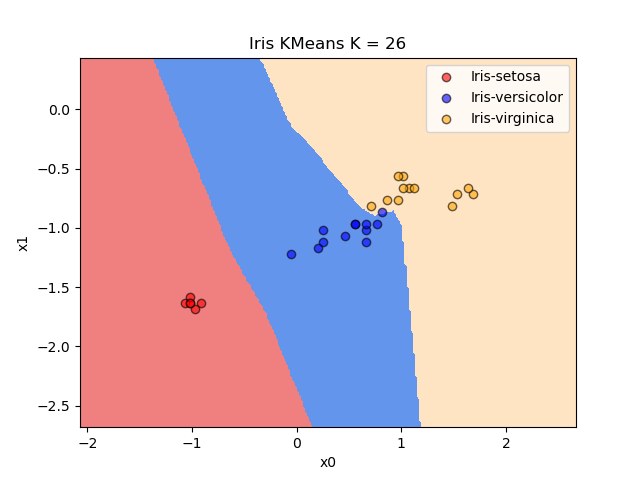 Iris KMeans K = 26
Iris-setosa
Iris-versicolor
Iris-virginica
0.0
−0.5
−1.0
−1.5
−2.0
−2.5
x1
−2
−1
0
1
2
x0